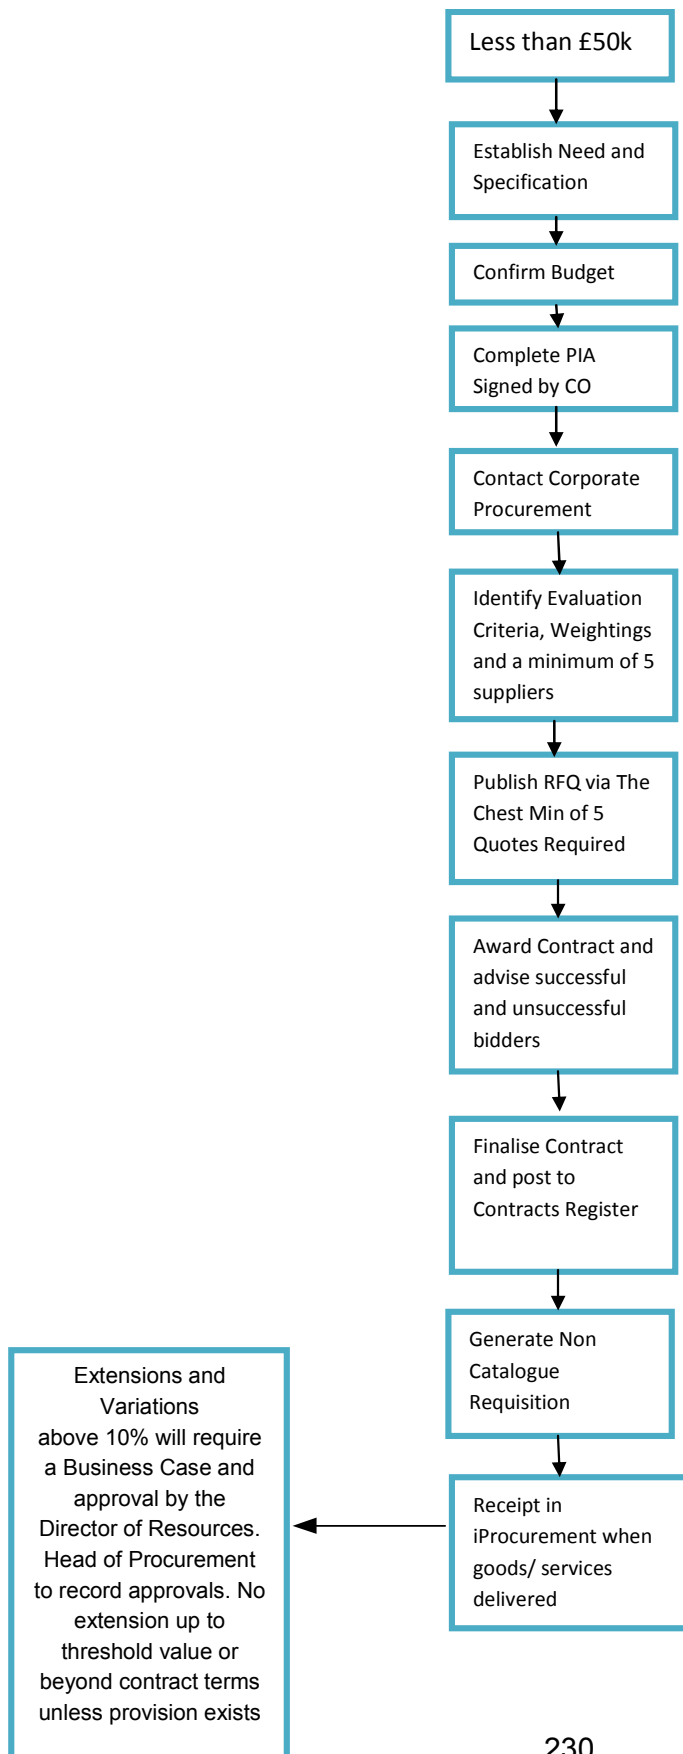 Less than £50k
Establish Need and
Specification
Confirm Budget
Complete PIA
Signed by CO
Contact Corporate
Procurement
Identify Evaluation
Criteria, Weightings
and a minimum of 5
suppliers
Publish RFQ via The
Chest Min of 5
Quotes Required
Award Contract and
advise successful
and unsuccessful
bidders
Finalise Contract
and post to
Contracts Register
Generate Non
Catalogue
Requisition
Receipt in
iProcurement when
goods/ services
delivered
Extensions and
Variations
above 10% will require
a Business Case and
approval by the
Director of Resources.
Head of Procurement
to record approvals. No
extension up to
threshold value or
beyond contract terms
unless provision exists
230